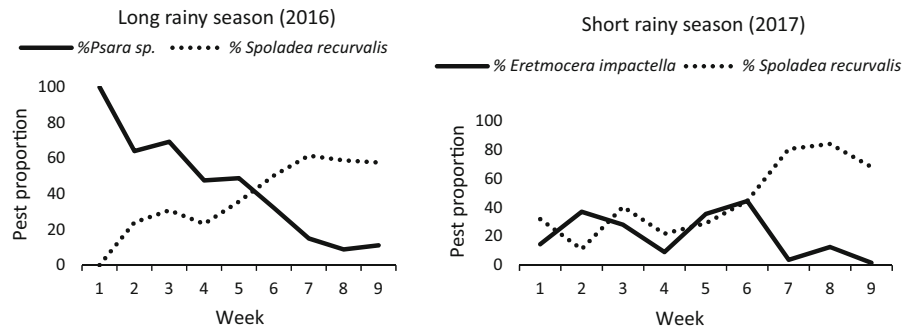 Long rainy season (2016)
%Psara sp. % Spoladea recurvalis
Pest proportion
100
80
60
40
20
0
1 2 3 4 5 6 7 8 9
Week
Short rainy season (2017)
% Eretmocera impactella % Spoladea recurvalis
Pest proportion
100
80
60
40
20
0
1 2 3 4 5 6 7 8 9
Week